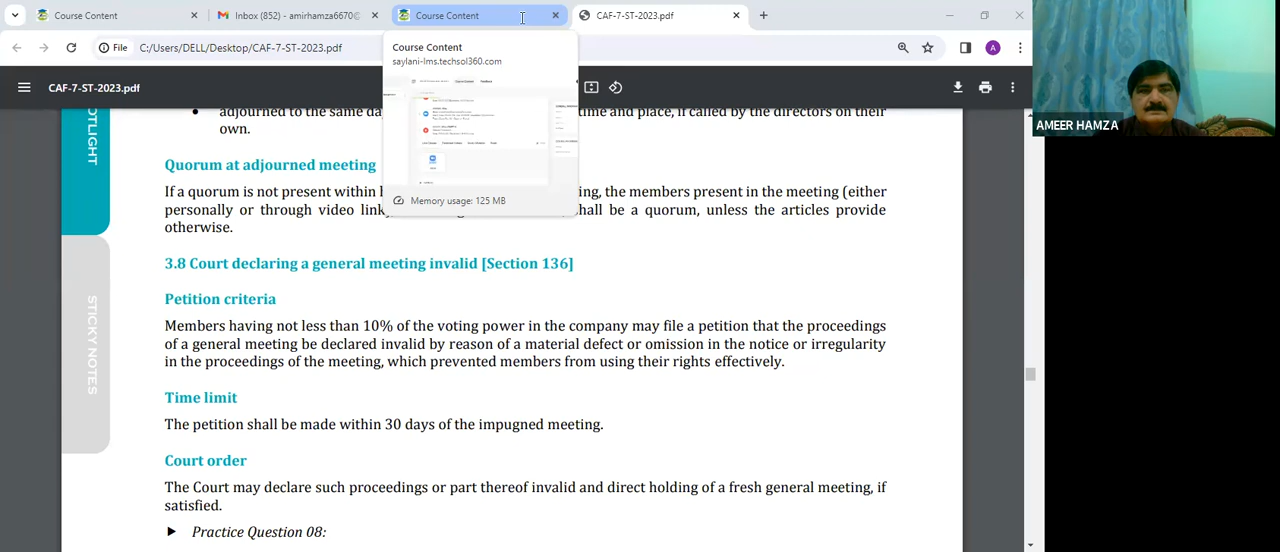 Course Content
Inbox (852) - amirhamza6670@
Course Content
CAF-7-ST-2023.pdf
File
C:/Users/DELL/Desktop/CAF-7-ST-2023.pdf
A
Course Content
saylani-lms.techsol360.com
Memory usage: 125 MB
CAF-7-ST-2023.pdf
AMEER HAMZA
SPOTLIGHT
STICKY NOTES
adjourned to the same da
time and place, if called by the directors on their
own.
Quorum at adjourned meeting
If a quorum is not present within h
ing, the members present in the meeting (either
personally or through video link
shall be a quorum, unless the articles provide
otherwise.
3.8 Court declaring a general meeting invalid [Section 136]
Petition criteria
Members having not less than 10% of the voting power in the company may file a petition that the proceedings
of a general meeting be declared invalid by reason of a material defect or omission in the notice or irregularity
in the proceedings of the meeting, which prevented members from using their rights effectively.
Time limit
The petition shall be made within 30 days of the impugned meeting.
Court order
The Court may declare such proceedings or part thereof invalid and direct holding of a fresh general meeting, if
satisfied.
Practice Question 08: